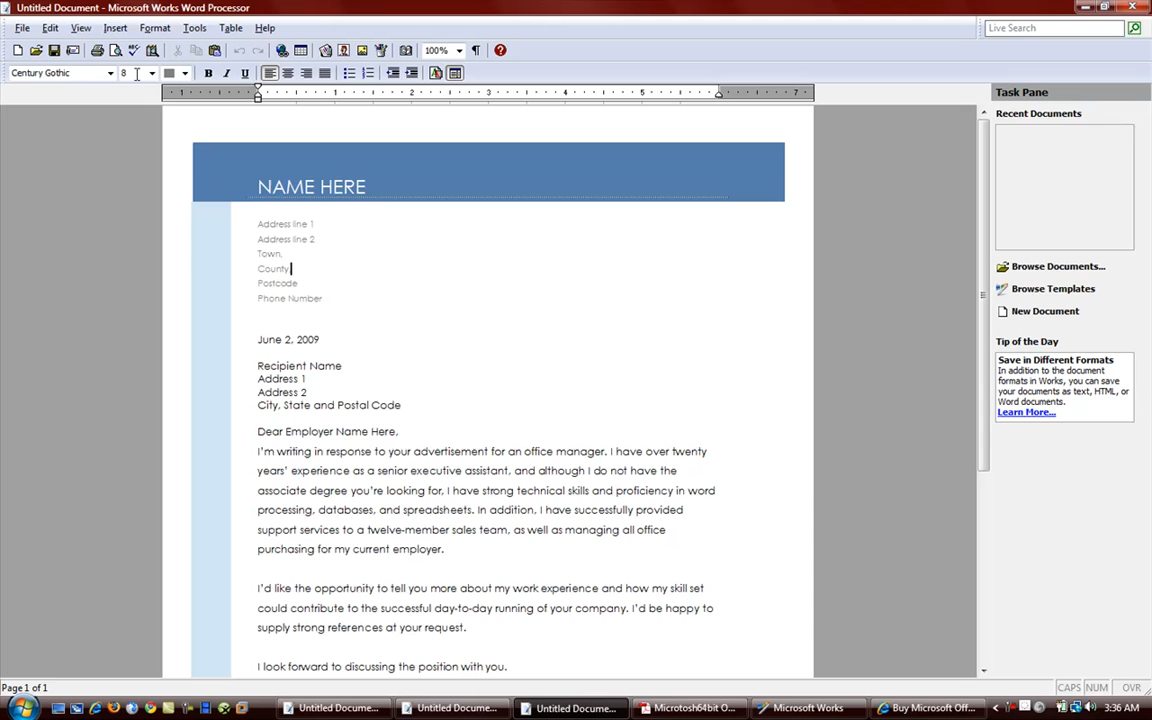 Untitled Document - Microsoft Works Word Processor
File Edit View Insert Format Tools Table Help
Live Search
100%
Century Gothic 8 B I U
1 1 2 3 4 5 7
Task Pane
Recent Documents
NAME HERE
Address line 1
Address line 2
Town,
County
Postcode
Phone Number
Browse Documents...
Browse Templates
New Document
June 2, 2009
Tip of the Day
Save in Different Formats
In addition to the document
formats in Works, you can save
your documents as text, HTML, or
Word documents.
Learn More...
Recipient Name
Address 1
Address 2
City, State and Postal Code
Dear Employer Name Here,
I'm writing in response to your advertisement for an office manager. I have over twenty
years' experience as a senior executive assistant, and although I do not have the
associate degree you're looking for, I have strong technical skills and proficiency in word
processing, databases, and spreadsheets. In addition, I have successfully provided
support services to a twelve-member sales team, as well as managing all office
purchasing for my current employer.
I'd like the opportunity to tell you more about my work experience and how my skill set
could contribute to the successful day-to-day running of your company. I'd be happy to
supply strong references at your request.
I look forward to discussing the position with you.
Page 1 of 1
CAPS NUM OVR
Untitled Docume... Untitled Docume... Untitled Docume... Microtosh64bit O... Microsoft Works Buy Microsoft Of... 3:36 AM